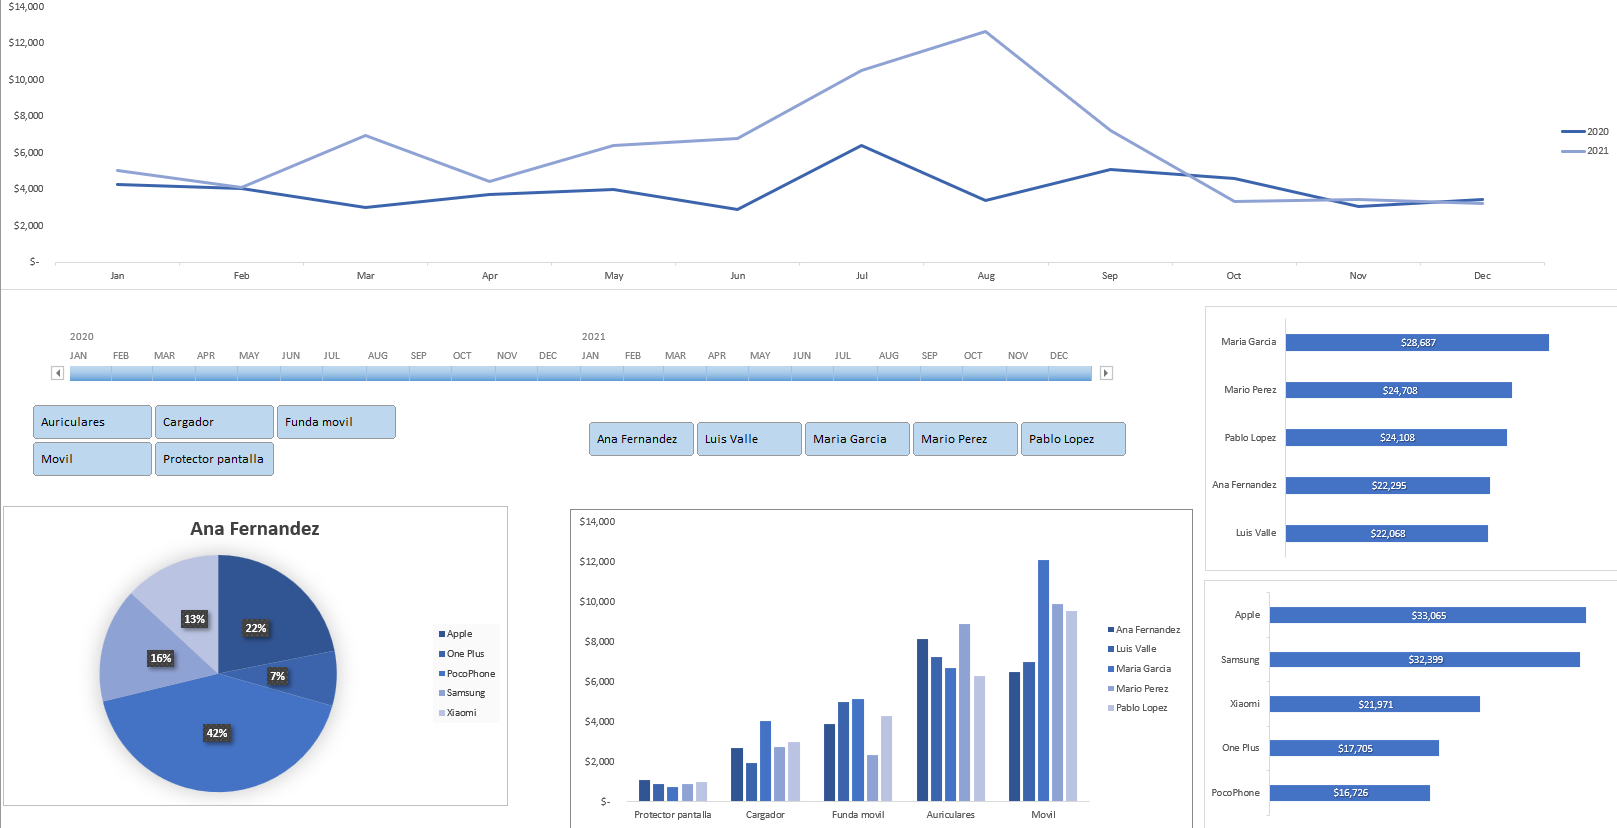 $14,000
$12,000
$10,000
$8,000
$6,000
$4,000
$2,000
$-
Jan Feb Mar Apr May Jun Jul Aug Sep Oct Nov Dec
2020
2021
2020 2021
JAN FEB MAR APR MAY JUN JUL AUG SEP OCT NOV DEC JAN FEB MAR APR MAY JUN JUL AUG SEP OCT NOV DEC
Auriculares Cargador Funda movil
Movil Protector pantalla
Ana Fernandez Luis Valle Maria Garcia Mario Perez Pablo Lopez
Maria Garcia $28,687
Mario Perez $24,708
Pablo Lopez $24,108
Ana Fernandez $22,295
Luis Valle $22,068
Ana Fernandez
13%
22%
16%
7%
42%
Apple
One Plus
PocoPhone
Samsung
Xiaomi
$14,000
$12,000
$10,000
$8,000
$6,000
$4,000
$2,000
$-
Protector pantalla Cargador Funda movil Auriculares Movil
Ana Fernandez
Luis Valle
Maria Garcia
Mario Perez
Pablo Lopez
Apple $33,065
Samsung $32,399
Xiaomi $21,971
One Plus $17,705
PocoPhone $16,726